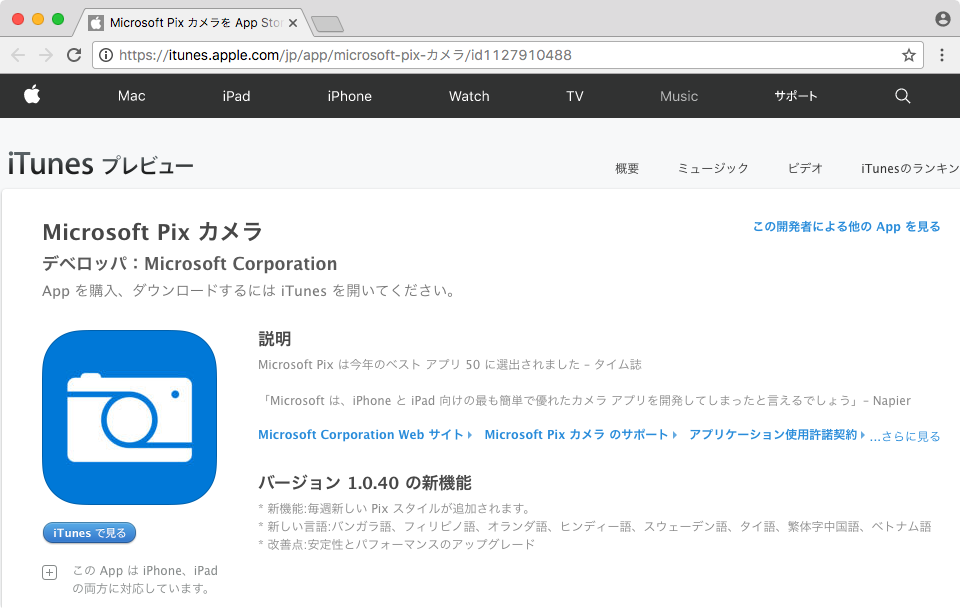 Microsoft Pix カメラを App Sto
https://itunes.apple.com/jp/app/microsoft-pix-カメラ/id1127910488
Mac iPad iPhone Watch TV Music サポート
iTunes プレビュー 概要 ミュージック ビデオ iTunesのランキン
Microsoft Pix カメラ この開発者による他の App を見る
デベロッパ：Microsoft Corporation
App を購入、ダウンロードするには iTunes を開いてください。
説明
Microsoft Pix は今年のベスト アプリ 50 に選出されました – タイム誌
「Microsoft は、iPhone と iPad 向けの最も簡単で優れたカメラ アプリを開発してしまったと言えるでしょう」– Napier
Microsoft Corporation Web サイト Microsoft Pix カメラ のサポート アプリケーション使用許諾契約 ...さらに見る
バージョン 1.0.40 の新機能
* 新機能:毎週新しい Pix スタイルが追加されます。
* 新しい言語:バンガラ語、フィリピノ語、オランダ語、ヒンディー語、スウェーデン語、タイ語、繁体字中国語、ベトナム語
* 改善点:安定性とパフォーマンスのアップグレード
iTunes で見る
この App は iPhone、iPad
の両方に対応しています。